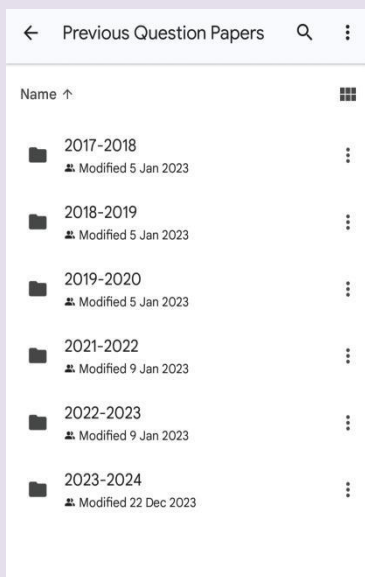 Previous Question Papers
Name ↑
2017-2018
Modified 5 Jan 2023
2018-2019
Modified 5 Jan 2023
2019-2020
Modified 5 Jan 2023
2021-2022
Modified 9 Jan 2023
2022-2023
Modified 9 Jan 2023
2023-2024
Modified 22 Dec 2023